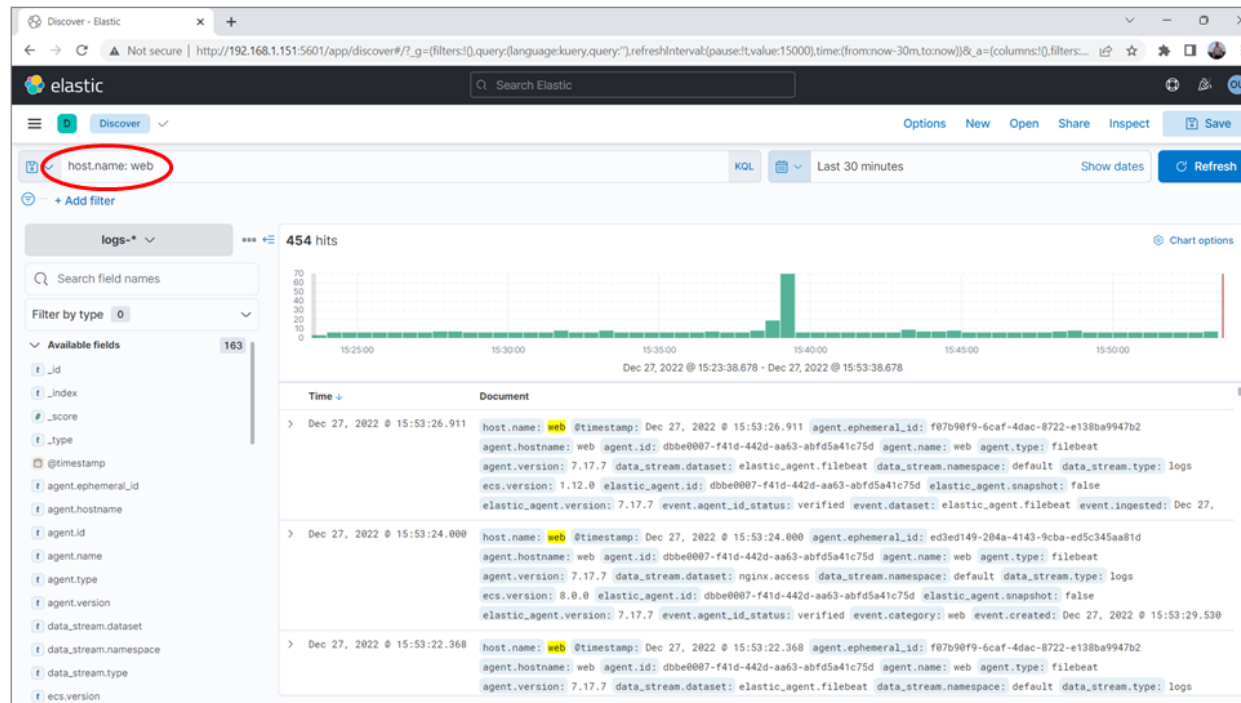 Discover - Elastic
Not secure | http://192.168.1.151:5601/app/discover#/?_g=(filters:!(),query:(language:kuery,query:''),refreshInterval:(pause:!t,value:15000),time:(from:now-30m,to:now))&_a=(columns:!(),filters:...
elastic
Search Elastic
D Discover
Options New Open Share Inspect Save
host.name: web
KQL
Last 30 minutes
Show dates
Refresh
+ Add filter
logs-*
454 hits
Chart options
Search field names
Filter by type 0
Available fields 163
t _id
t _index
# _score
t _type
@timestamp
t agent.ephemeral_id
t agent.hostname
t agent.id
t agent.name
t agent.type
t agent.version
t data_stream.dataset
t data_stream.namespace
t data_stream.type
t ecs.version
70
60
50
40
30
20
10
0
15:25:00 15:30:00 15:35:00 15:40:00 15:45:00 15:50:00
Dec 27, 2022 @ 15:23:38.678 - Dec 27, 2022 @ 15:53:38.678
Time Document
Dec 27, 2022 @ 15:53:26.911 host.name: web @timestamp: Dec 27, 2022 @ 15:53:26.911 agent.ephemeral_id: f07b90f9-6caf-4dac-8722-e138ba9947b2
agent.hostname: web agent.id: dbbe0007-f41d-442d-aa63-abfd5a41c75d agent.name: web agent.type: filebeat
agent.version: 7.17.7 data_stream.dataset: elastic_agent.filebeat data_stream.namespace: default data_stream.type: logs
ecs.version: 1.12.0 elastic_agent.id: dbbe0007-f41d-442d-aa63-abfd5a41c75d elastic_agent.snapshot: false
elastic_agent.version: 7.17.7 event.agent_id_status: verified event.dataset: elastic_agent.filebeat event.ingested: Dec 27,
Dec 27, 2022 @ 15:53:24.000 host.name: web @timestamp: Dec 27, 2022 @ 15:53:24.000 agent.ephemeral_id: ed3ed149-204a-4143-9cba-ed5c345aa81d
agent.hostname: web agent.id: dbbe0007-f41d-442d-aa63-abfd5a41c75d agent.name: web agent.type: filebeat
agent.version: 7.17.7 data_stream.dataset: nginx.access data_stream.namespace: default data_stream.type: logs
ecs.version: 8.0.0 elastic_agent.id: dbbe0007-f41d-442d-aa63-abfd5a41c75d elastic_agent.snapshot: false
elastic_agent.version: 7.17.7 event.agent_id_status: verified event.category: web event.created: Dec 27, 2022 @ 15:53:29.530
Dec 27, 2022 @ 15:53:22.368 host.name: web @timestamp: Dec 27, 2022 @ 15:53:22.368 agent.ephemeral_id: f07b90f9-6caf-4dac-8722-e138ba9947b2
agent.hostname: web agent.id: dbbe0007-f41d-442d-aa63-abfd5a41c75d agent.name: web agent.type: filebeat
agent.version: 7.17.7 data_stream.dataset: elastic_agent.filebeat data_stream.namespace: default data_stream.type: logs